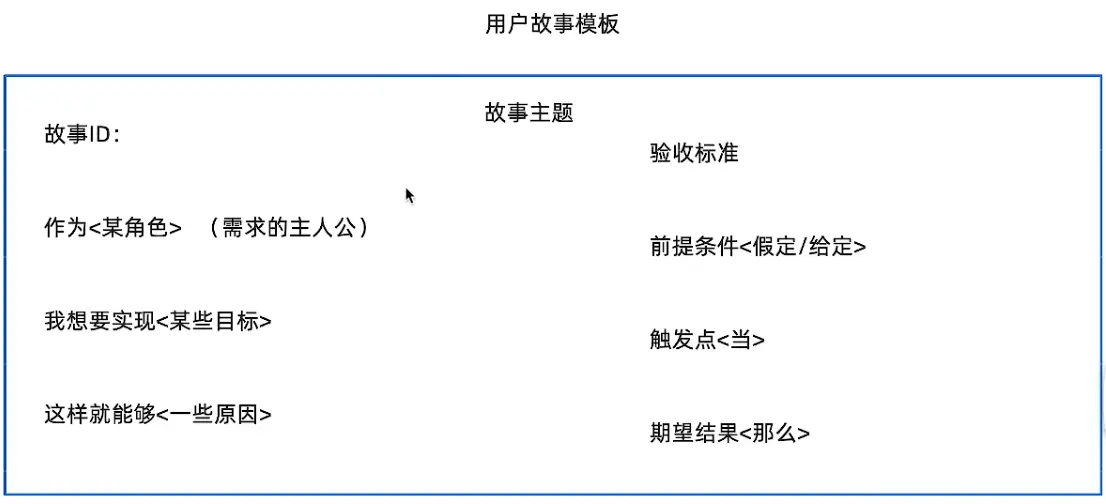 用户故事模板
故事主题
故事ID：
作为<某角色> （需求的主人公）
我想要实现<某些目标>
这样就能够<一些原因>
验收标准
前提条件<假定/给定>
触发点<当>
期望结果<那么>